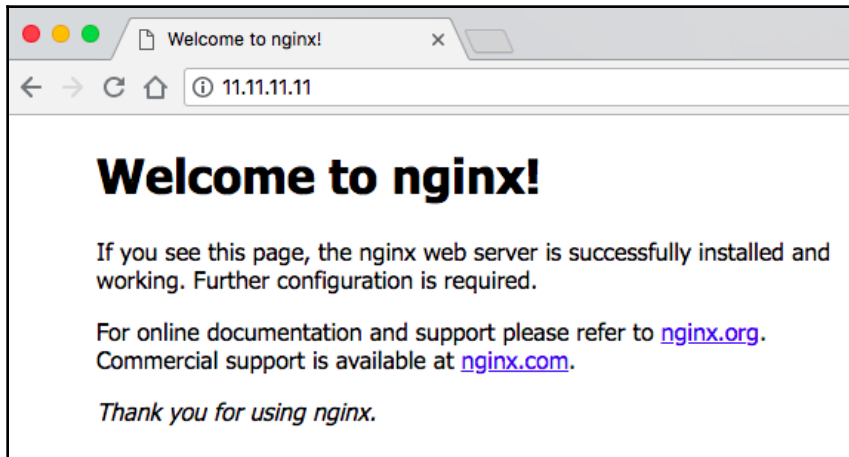 Welcome to nginx!
11.11.11.11
Welcome to nginx!
If you see this page, the nginx web server is successfully installed and
working. Further configuration is required.
For online documentation and support please refer to nginx.org.
Commercial support is available at nginx.com.
Thank you for using nginx.